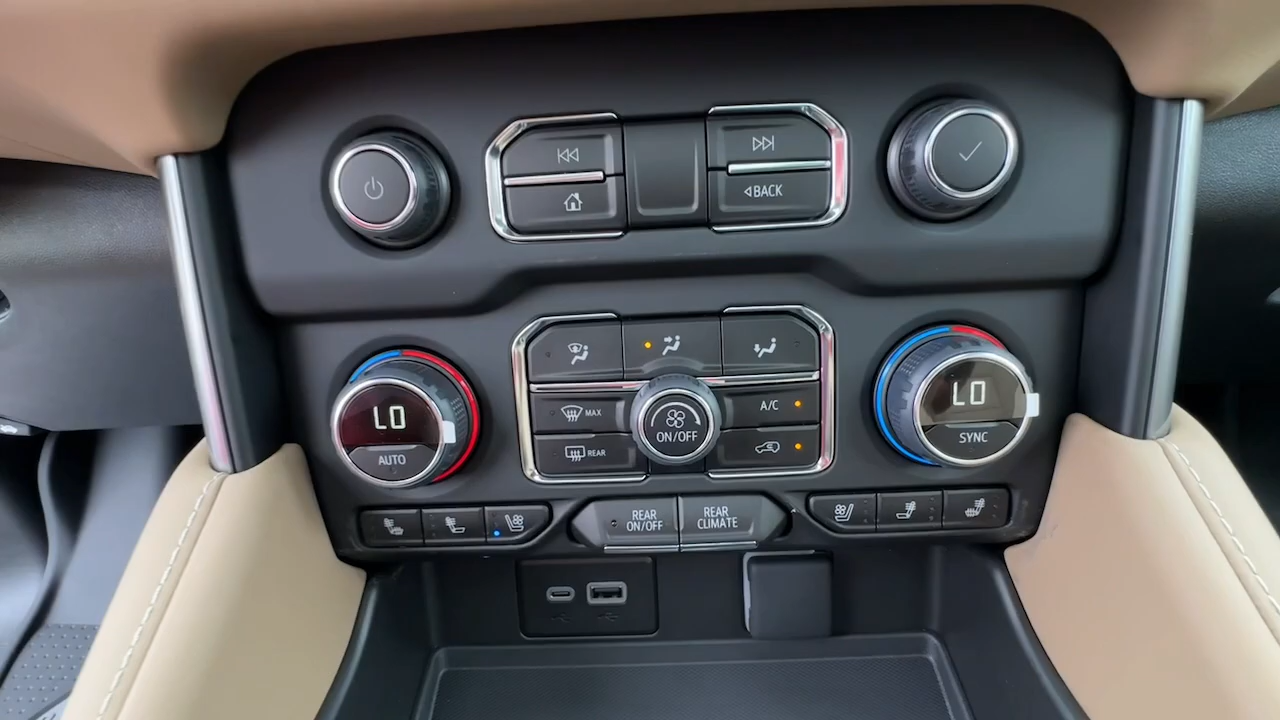 ◁BACK
LO
AUTO
MAX
REAR
ON/OFF
A/C
LO
SYNC
REAR
ON/OFF
REAR
CLIMATE